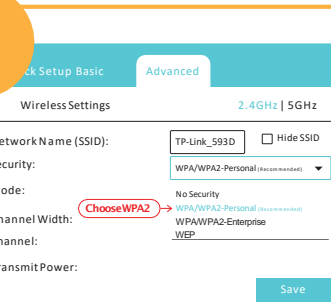 ck Setup Basic Advanced
Wireless Settings 2.4GHz | 5GHz
etwork Name (SSID): TP-Link_593D Hide SSID
ecurity: WPA/WPA2-Personal (Recommended)
ode: No Security
ChooseWPA2 WPA/WPA2-Personal (Recommended)
hannel Width: WPA/WPA2-Enterprise
hannel: WEP
ransmit Power:
Save